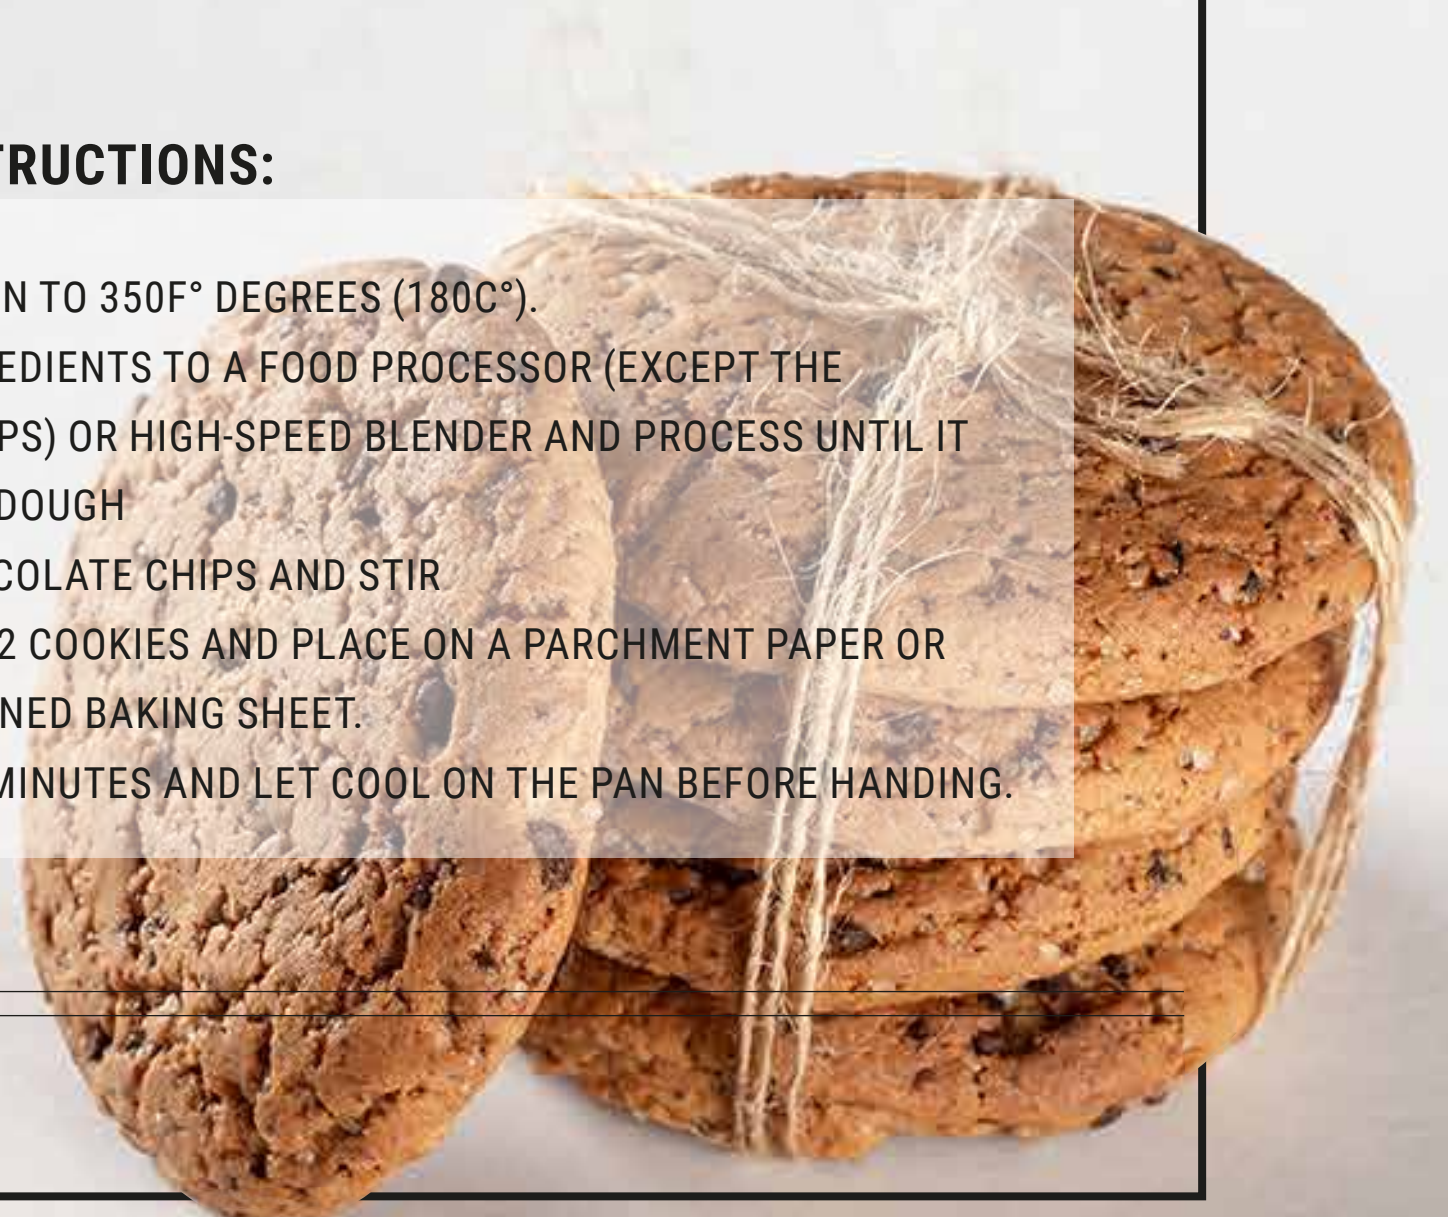 TRUCTIONS:
N TO 350F° DEGREES (180C°).
EDIENTS TO A FOOD PROCESSOR (EXCEPT THE
PS) OR HIGH-SPEED BLENDER AND PROCESS UNTIL IT
DOUGH
COLATE CHIPS AND STIR
2 COOKIES AND PLACE ON A PARCHMENT PAPER OR
NED BAKING SHEET.
MINUTES AND LET COOL ON THE PAN BEFORE HANDING.